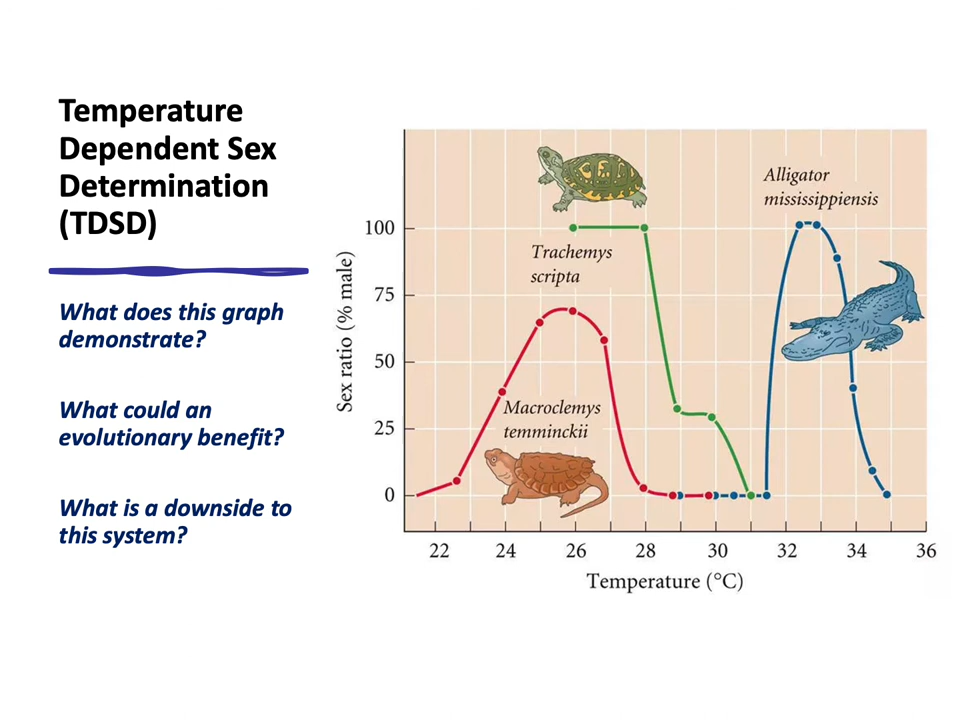 Temperature
Dependent Sex
Determination
(TDSD)
What does this graph
demonstrate?
What could an
evolutionary benefit?
What is a downside to
this system?
Sex ratio (% male)
100
75
50
25
0
Trachemys
scripta
Macroclemys
temminckii
Alligator
mississippiensis
22 24 26 28 30 32 34 36
Temperature (°C)